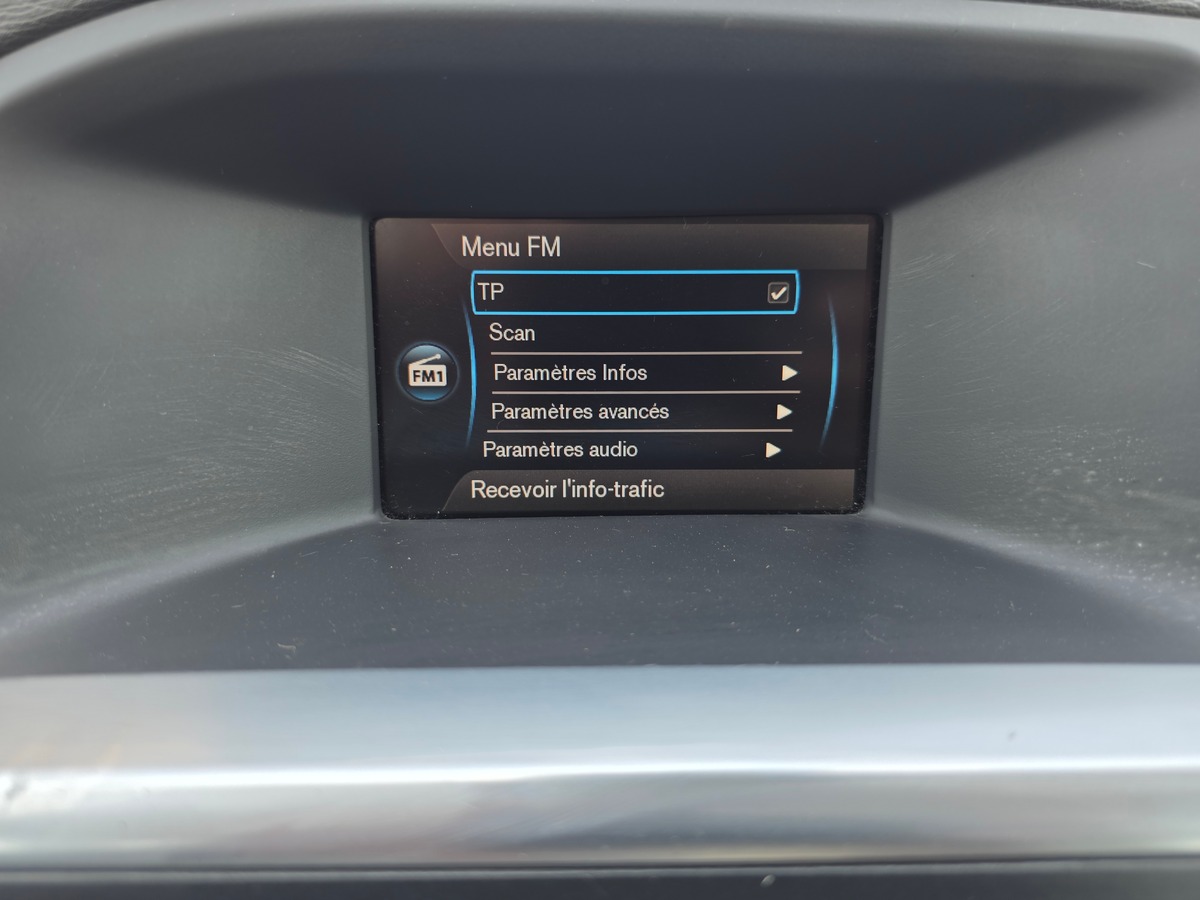 Menu FM
TP
Scan
FM1
Paramètres Infos
Paramètres avancés
Paramètres audio
Recevoir l'info-trafic